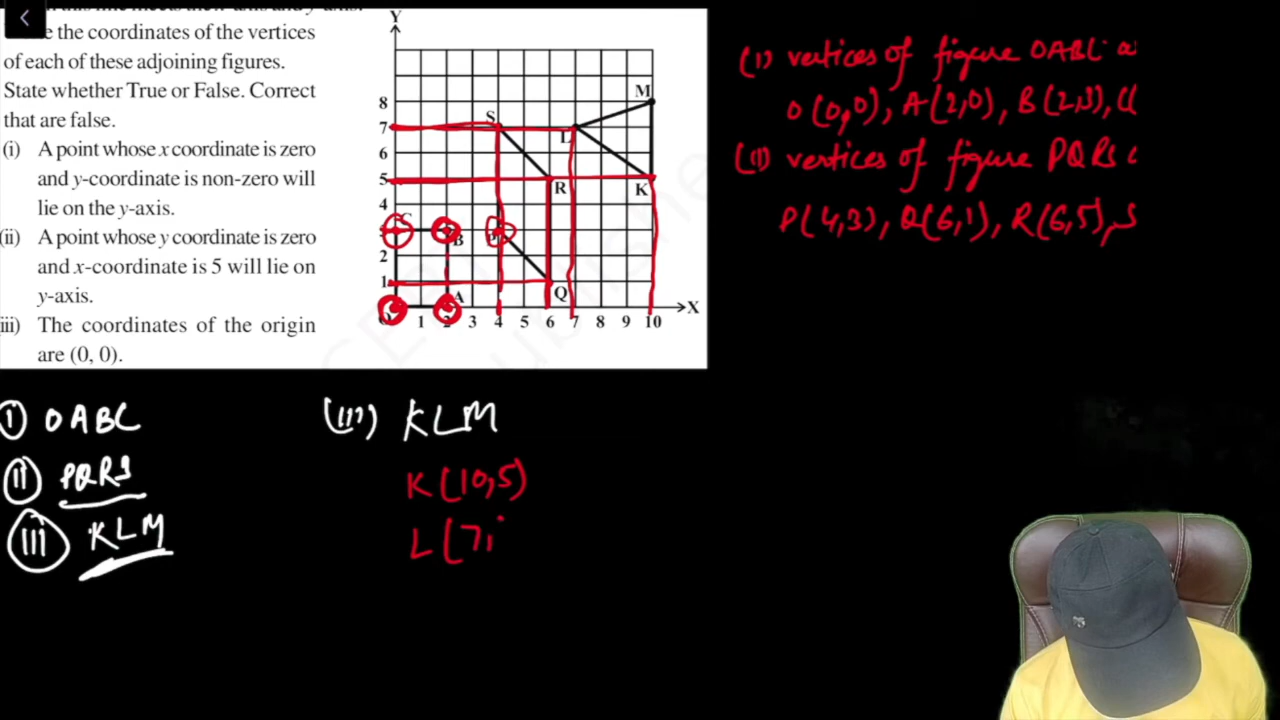 the coordinates of the vertices
of each of these adjoining figures.
State whether True or False. Correct
that are false.
(i) A point whose x coordinate is zero
and y-coordinate is non-zero will
lie on the y-axis.
(ii) A point whose y coordinate is zero
and x-coordinate is 5 will lie on
y-axis.
iii) The coordinates of the origin
are (0, 0).
Y
8 M
7 S L
6
5 R K
4
C
3 B P
2
1 Q
O A
1 2 3 4 5 6 7 8 9 10 X
(I) vertices of figure OABC a
O(0,0), A(2,0), B(2,3), C(
(II) vertices of figure PQRS
P(4,3), Q(6,1), R(6,5), S
I OABC
II PQRS
III KLM
(III) KLM
K(10,5)
L(7,